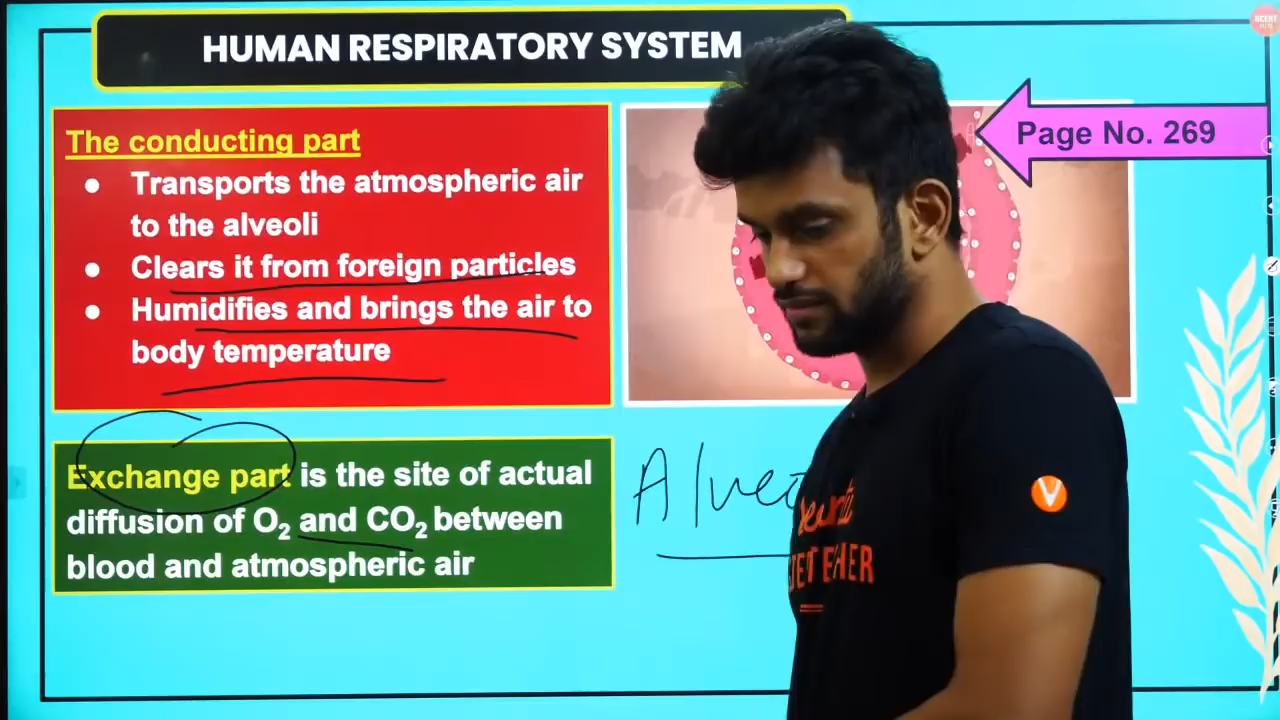 HUMAN RESPIRATORY SYSTEM
The conducting part
● Transports the atmospheric air
to the alveoli
● Clears it from foreign particles
● Humidifies and brings the air to
body temperature
Page No. 269
Exchange part is the site of actual
diffusion of O₂ and CO₂ between
blood and atmospheric air
NCERT